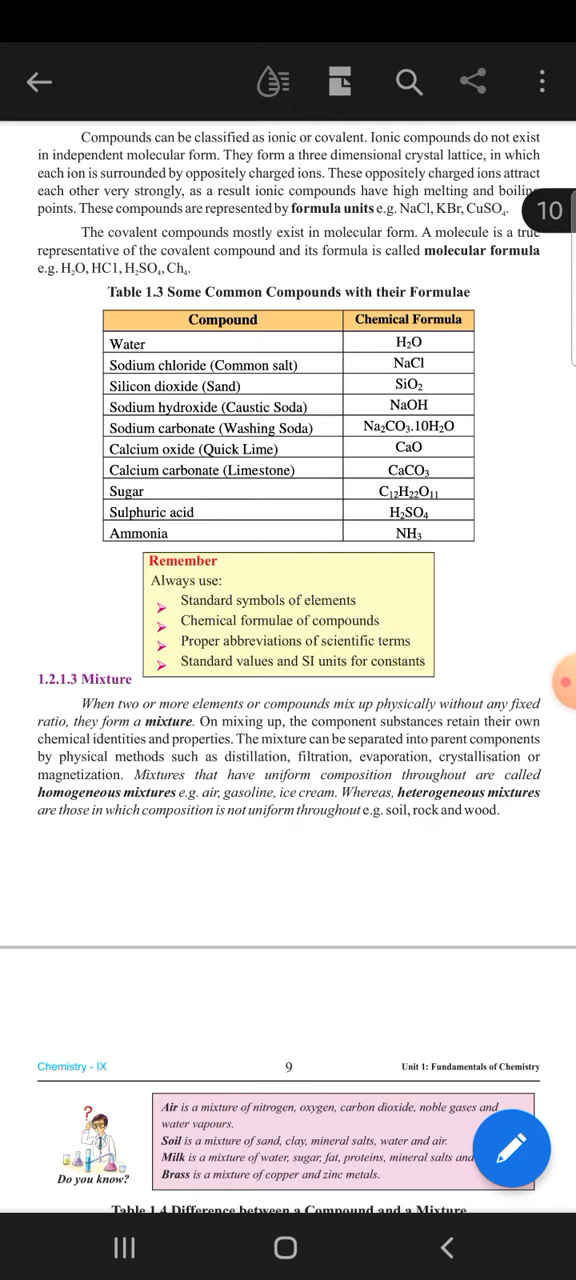 Compounds can be classified as ionic or covalent. Ionic compounds do not exist
in independent molecular form. They form a three dimensional crystal lattice, in which
each ion is surrounded by oppositely charged ions. These oppositely charged ions attract
each other very strongly, as a result ionic compounds have high melting and boiling
points. These compounds are represented by formula units e.g. NaCl, KBr, CuSO₄.
10
The covalent compounds mostly exist in molecular form. A molecule is a true
representative of the covalent compound and its formula is called molecular formula
e.g. H₂O, HC1, H₂SO₄, Ch₄.
Table 1.3 Some Common Compounds with their Formulae
Compound Chemical Formula
Water H₂O
Sodium chloride (Common salt) NaCl
Silicon dioxide (Sand) SiO₂
Sodium hydroxide (Caustic Soda) NaOH
Sodium carbonate (Washing Soda) Na₂CO₃.10H₂O
Calcium oxide (Quick Lime) CaO
Calcium carbonate (Limestone) CaCO₃
Sugar C₁₂H₂₂O₁₁
Sulphuric acid H₂SO₄
Ammonia NH₃
Remember
Always use:
Standard symbols of elements
Chemical formulae of compounds
Proper abbreviations of scientific terms
Standard values and SI units for constants
1.2.1.3 Mixture
When two or more elements or compounds mix up physically without any fixed
ratio, they form a mixture. On mixing up, the component substances retain their own
chemical identities and properties. The mixture can be separated into parent components
by physical methods such as distillation, filtration, evaporation, crystallisation or
magnetization. Mixtures that have uniform composition throughout are called
homogeneous mixtures e.g. air, gasoline, ice cream. Whereas, heterogeneous mixtures
are those in which composition is not uniform throughout e.g. soil, rock and wood.
Chemistry - IX 9 Unit 1: Fundamentals of Chemistry
Air is a mixture of nitrogen, oxygen, carbon dioxide, noble gases and
water vapours.
Soil is a mixture of sand, clay, mineral salts, water and air.
Milk is a mixture of water, sugar, fat, proteins, mineral salts and
Brass is a mixture of copper and zinc metals.
Do you know?
Table 1.4 Difference between a Compound and a Mixture